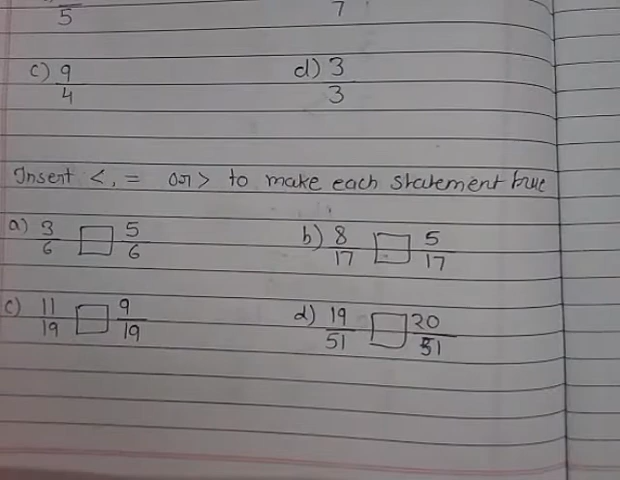 5 7
c) 9/4 d) 3/3
Insert <, = or > to make each statement true
a) 3/6 □ 5/6 b) 8/17 □ 5/17
c) 11/19 □ 9/19 d) 19/51 □ 20/51